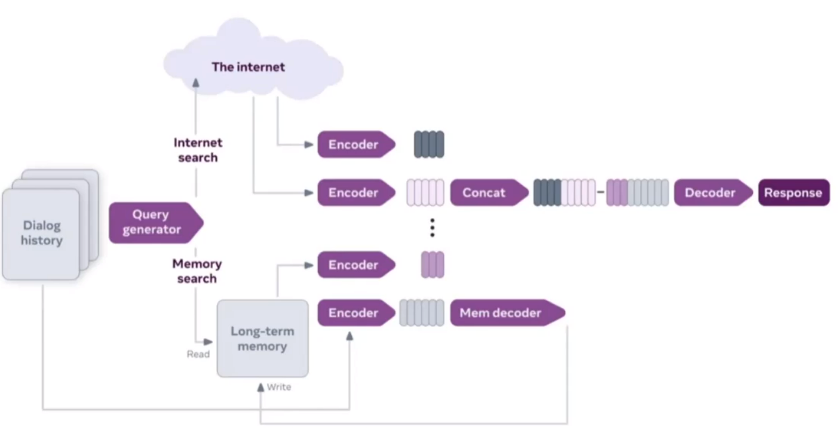 The internet
Internet
search
Encoder
Encoder
Concat
Decoder
Response
Dialog
history
Query
generator
Memory
search
Encoder
Encoder
Mem decoder
Long-term
memory
Read
Write